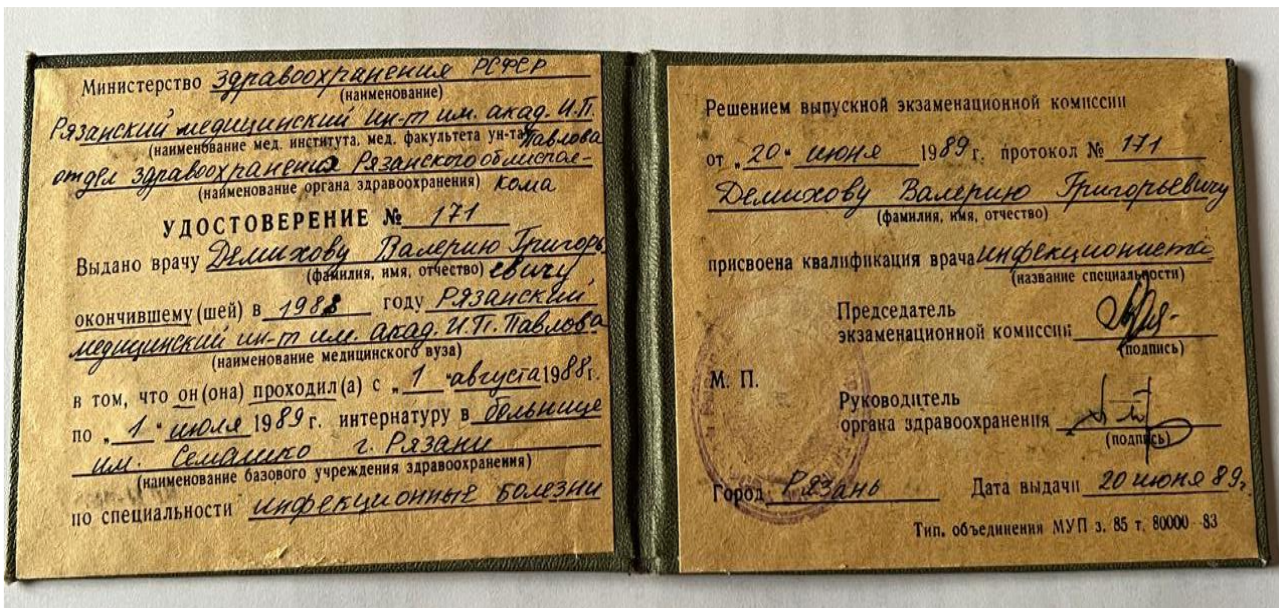 Министерство здравоохранения РСФСР
(наименование)
Рязанский медицинский ин-т им. акад. И.П.
(наименование мед. института, мед. факультета ун-та) Павлова
отдел здравоохранения Рязанского облиспол-
(наименование органа здравоохранения) кома
УДОСТОВЕРЕНИЕ № 171
Выдано врачу Демихову Валерию Григорь
(фамилия, имя, отчество) евичу
окончившему (шей) в 1988 году Рязанский
медицинский ин-т им. акад. И.П. Павлова
(наименование медицинского вуза)
в том, что он (она) проходил (а) с „1" августа 1988 г.
по „1" июля 1989 г. интернатуру в больнице
им. Семашко г. Рязани
(наименование базового учреждения здравоохранения)
по специальности инфекционные болезни
Решением выпускной экзаменационной комиссии
от „20" июня 1989 г. протокол № 171
Демихову Валерию Григорьевичу
(фамилия, имя, отчество)
присвоена квалификация врача инфекциониста
(название специальности)
Председатель
экзаменационной комиссии
(подпись)
М. П.
Руководитель
органа здравоохранения
(подпись)
Город Рязань Дата выдачи 20 июня 89 г.
Тип. объединения МУП з. 85 т. 80000—83